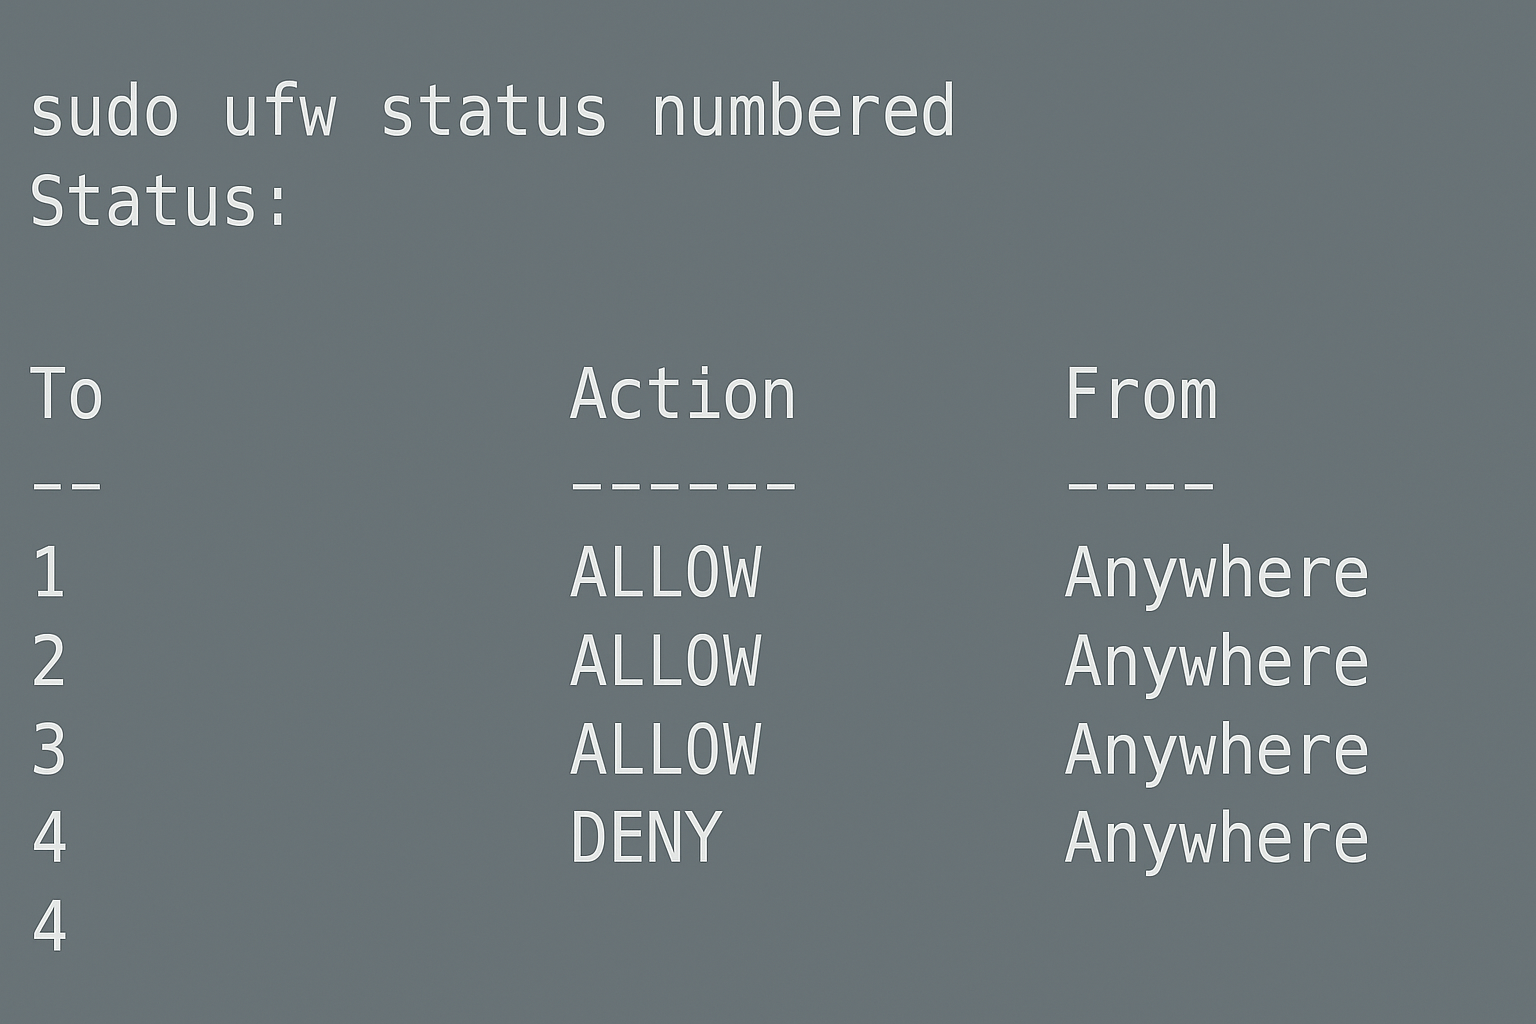 sudo ufw status numbered
Status:
To Action From
-- ------ ----
1 ALLOW Anywhere
2 ALLOW Anywhere
3 ALLOW Anywhere
4 DENY Anywhere
4